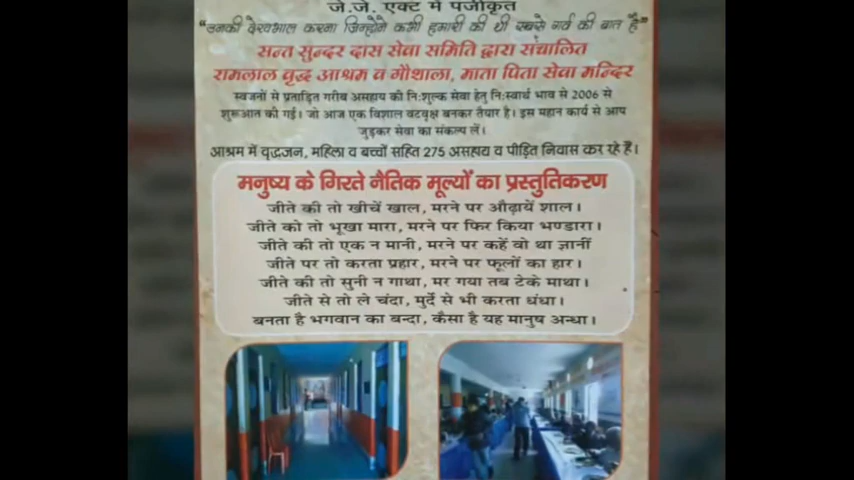 जे.जे. एक्ट में पंजीकृत
“उनकी देखभाल करना जिन्होंने कभी हमारी की थी सबसे गर्व की बात है”
सन्त सुन्दर दास सेवा समिति द्वारा संचालित
रामलाल वृद्ध आश्रम व गौशाला, माता पिता सेवा मन्दिर
स्वजनों से प्रताड़ित गरीब असहाय की नि:शुल्क सेवा हेतु नि:स्वार्थ भाव से 2006 से
शुरूआत की गई। जो आज एक विशाल वटवृक्ष बनकर तैयार है। इस महान कार्य से आप
जुड़कर सेवा का संकल्प लें।
आश्रम में वृद्धजन, महिला व बच्चों सहित 275 असहाय व पीड़ित निवास कर रहे हैं।
मनुष्य के गिरते नैतिक मूल्यों का प्रस्तुतिकरण
जीते की तो खीचें खाल, मरने पर औढ़ायें शाल।
जीते को तो भूखा मारा, मरने पर फिर किया भण्डारा।
जीते की तो एक न मानी, मरने पर कहें वो था ज्ञानीं
जीते पर तो करता प्रहार, मरने पर फूलों का हार।
जीते की तो सुनी न गाथा, मर गया तब टेके माथा।
जीते से तो ले चंदा, मुर्दे से भी करता धंधा।
बनता है भगवान का बन्दा, कैसा है यह मानुष अन्धा।